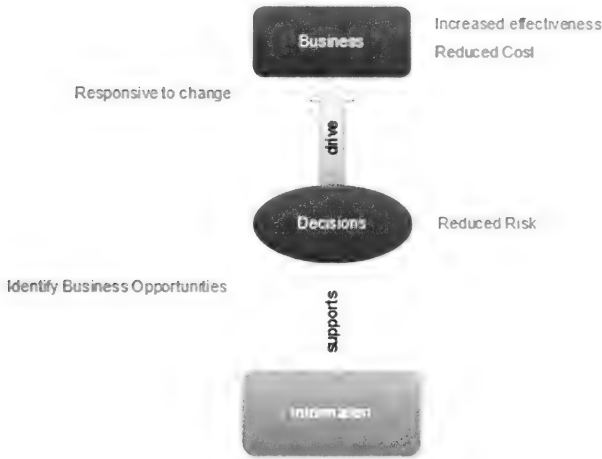 Business
Increased effectiveness
Reduced Cost
Responsive to change
drive
Decisions
Reduced Risk
Identify Business Opportunities
supports
Information